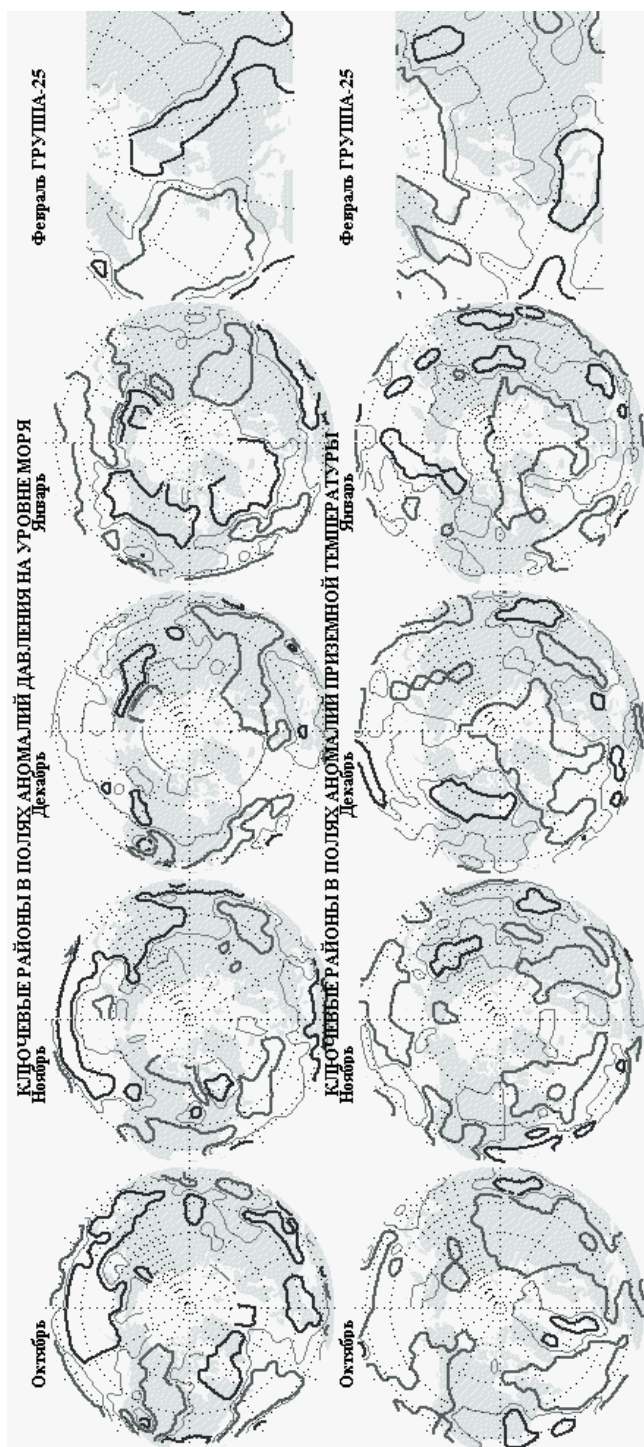 КЛЮЧЕВЫЕ РАЙОНЫ В ПОЛЯХ АНОМАЛИЙ ДАВЛЕНИЯ НА УРОВНЕ МОРЯ
Октябрь
Ноябрь
Декабрь
Январь
Февраль ГРУППА-25
КЛЮЧЕВЫЕ РАЙОНЫ В ПОЛЯХ АНОМАЛИЙ ПРИЗЕМНОЙ ТЕМПЕРАТУРЫ
Октябрь
Ноябрь
Декабрь
Январь
Февраль ГРУППА-25